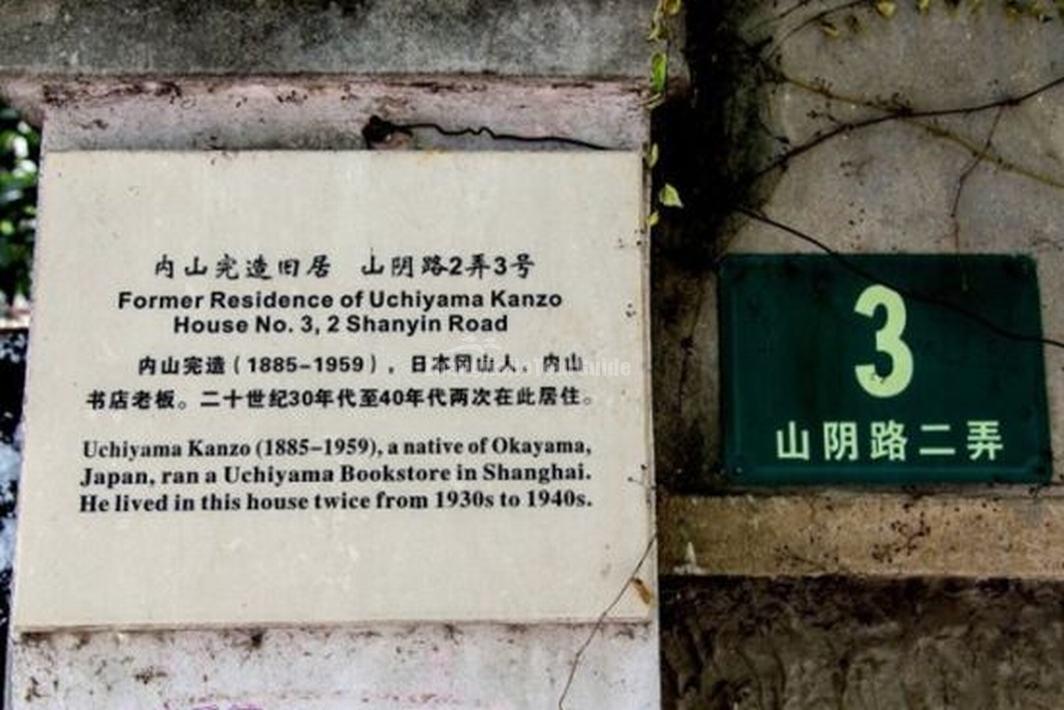 内山完造旧居 山阴路2弄3号
Former Residence of Uchiyama Kanzo
House No. 3, 2 Shanyin Road
内山完造（1885-1959），日本冈山人，内山
书店老板。二十世纪30年代至40年代两次在此居住。
Uchiyama Kanzo (1885-1959), a native of Okayama,
Japan, ran a Uchiyama Bookstore in Shanghai.
He lived in this house twice from 1930s to 1940s.
3
山阴路二弄